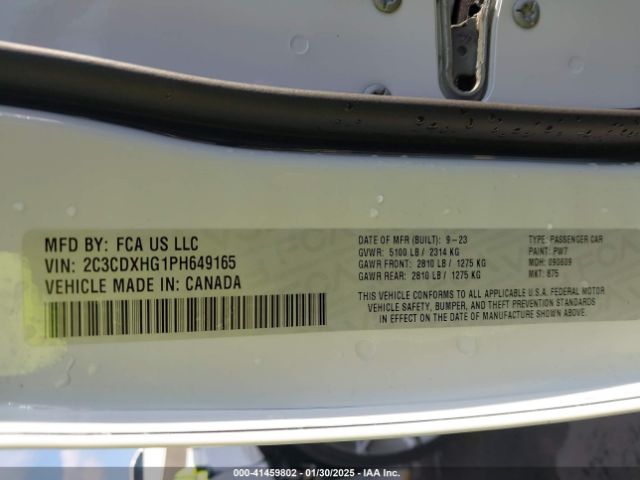 MFD BY: FCA US LLC
VIN: 2C3CDXHG1PH649165
VEHICLE MADE IN: CANADA
DATE OF MFR (BUILT): 9-23
GVWR: 5100 LB / 2314 KG
GAWR FRONT: 2810 LB / 1275 KG
GAWR REAR: 2810 LB / 1275 KG
TYPE: PASSENGER CAR
PAINT: PW7
MDH: 090609
MKT: 875
THIS VEHICLE CONFORMS TO ALL APPLICABLE U.S.A. FEDERAL MOTOR
VEHICLE SAFETY, BUMPER, AND THEFT PREVENTION STANDARDS
IN EFFECT ON THE DATE OF MANUFACTURE SHOWN ABOVE.
000-41459802 - 01/30/2025 - IAA Inc.